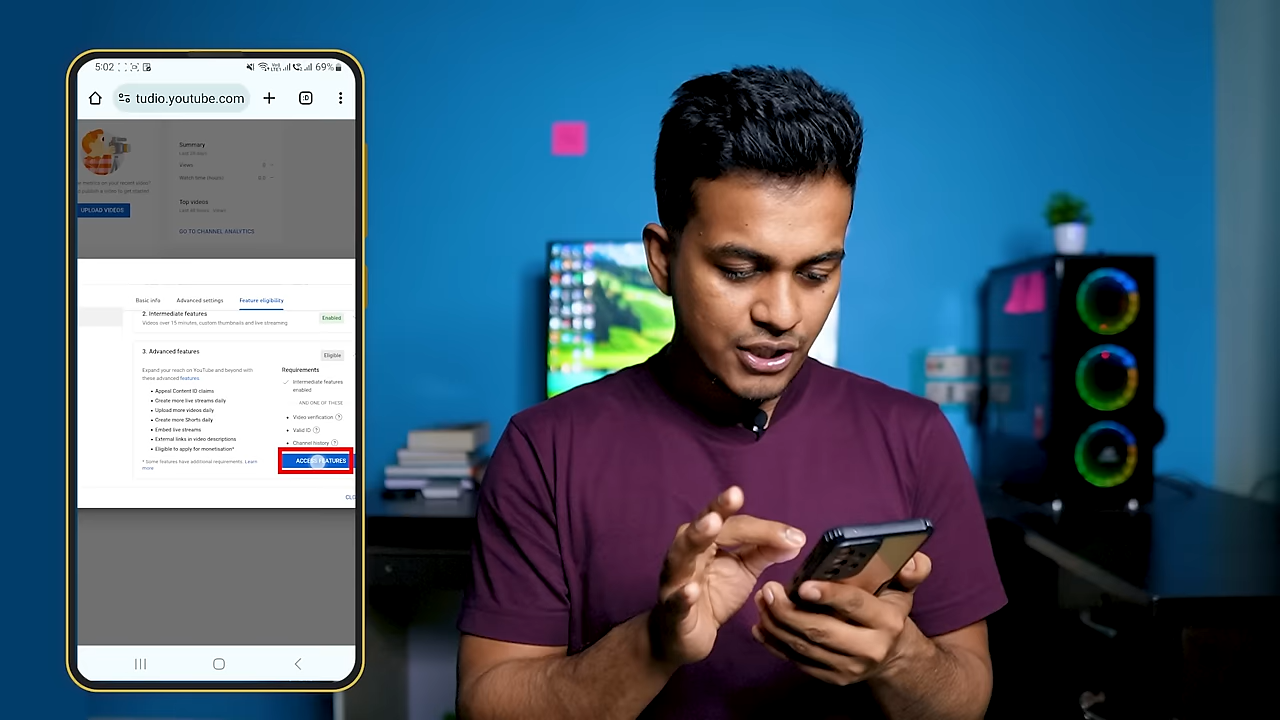 5:02
69%
tudio.youtube.com
:D
Summary
Views
Watch time (hours)
0.0
Top videos
UPLOAD VIDEOS
GO TO CHANNEL ANALYTICS
Basic info Advanced settings Feature eligibility
2. Intermediate features
Enabled
Videos over 15 minutes, custom thumbnails and live streaming
3. Advanced features
Eligible
Expand your reach on YouTube and beyond with
these advanced features.
• Appeal Content ID claims
• Create more live streams daily
• Upload more videos daily
• Create more Shorts daily
• Embed live streams
• External links in video descriptions
• Eligible to apply for monetisation*
* Some features have additional requirements. Learn
more
Requirements
Intermediate features
enabled
AND ONE OF THESE
• Video verification ?
• Valid ID ?
• Channel history ?
ACCESS FEATURES
CLO